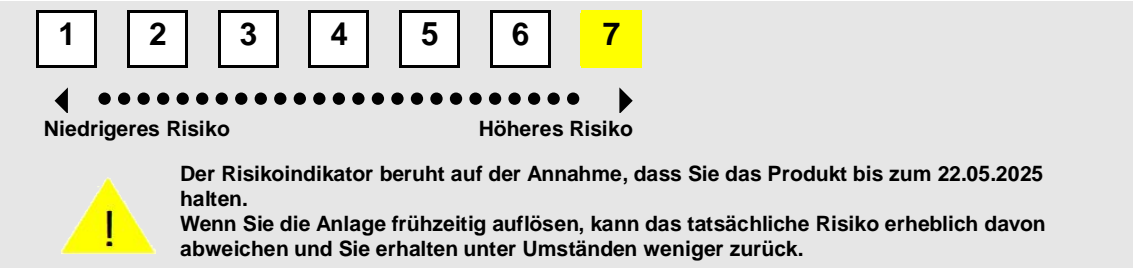 1 2 3 4 5 6 7
Niedrigeres Risiko Höheres Risiko
Der Risikoindikator beruht auf der Annahme, dass Sie das Produkt bis zum 22.05.2025
halten.
Wenn Sie die Anlage frühzeitig auflösen, kann das tatsächliche Risiko erheblich davon
abweichen und Sie erhalten unter Umständen weniger zurück.
!